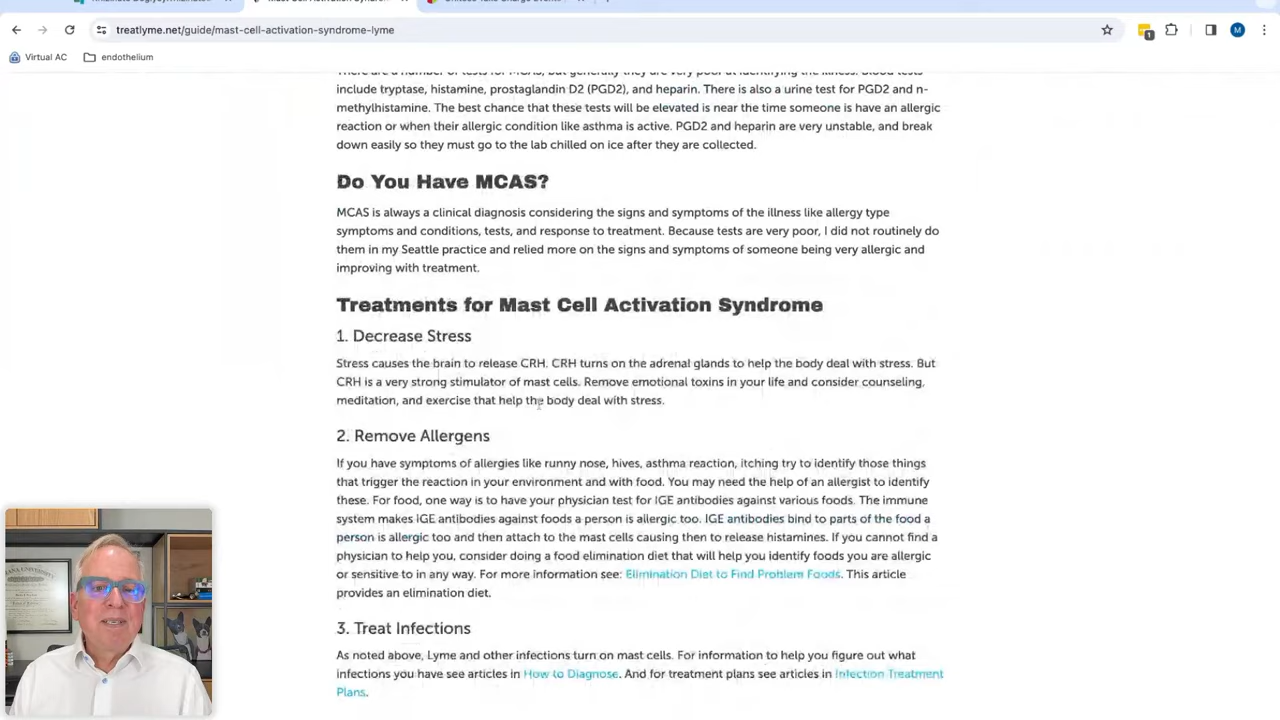 Mast Cell Activation Syndrom
treatlyme.net/guide/mast-cell-activation-syndrome-lyme
1
M
Virtual AC
endothelium
There are a number of tests for MCAS, but generally they are very poor at identifying the illness. Blood tests
include tryptase, histamine, prostaglandin D2 (PGD2), and heparin. There is also a urine test for PGD2 and n-
methylhistamine. The best chance that these tests will be elevated is near the time someone is have an allergic
reaction or when their allergic condition like asthma is active. PGD2 and heparin are very unstable, and break
down easily so they must go to the lab chilled on ice after they are collected.
Do You Have MCAS?
MCAS is always a clinical diagnosis considering the signs and symptoms of the illness like allergy type
symptoms and conditions, tests, and response to treatment. Because tests are very poor, I did not routinely do
them in my Seattle practice and relied more on the signs and symptoms of someone being very allergic and
improving with treatment.
Treatments for Mast Cell Activation Syndrome
1. Decrease Stress
Stress causes the brain to release CRH. CRH turns on the adrenal glands to help the body deal with stress. But
CRH is a very strong stimulator of mast cells. Remove emotional toxins in your life and consider counseling,
meditation, and exercise that help the body deal with stress.
2. Remove Allergens
If you have symptoms of allergies like runny nose, hives, asthma reaction, itching try to identify those things
that trigger the reaction in your environment and with food. You may need the help of an allergist to identify
these. For food, one way is to have your physician test for IGE antibodies against various foods. The immune
system makes IGE antibodies against foods a person is allergic too. IGE antibodies bind to parts of the food a
person is allergic too and then attach to the mast cells causing then to release histamines. If you cannot find a
physician to help you, consider doing a food elimination diet that will help you identify foods you are allergic
or sensitive to in any way. For more information see: Elimination Diet to Find Problem Foods. This article
provides an elimination diet.
3. Treat Infections
As noted above, Lyme and other infections turn on mast cells. For information to help you figure out what
infections you have see articles in How to Diagnose. And for treatment plans see articles in Infection Treatment
Plans.